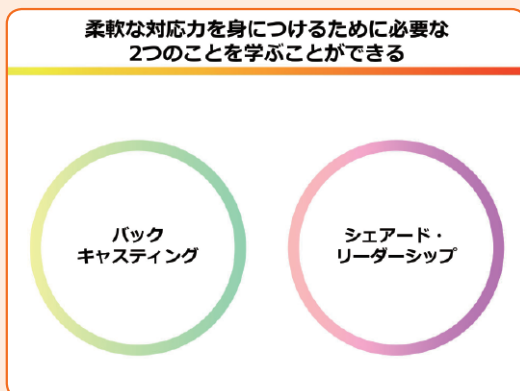 柔軟な対応力を身につけるために必要な
2つのことを学ぶことができる
バック
キャスティング
シェアード・
リーダーシップ